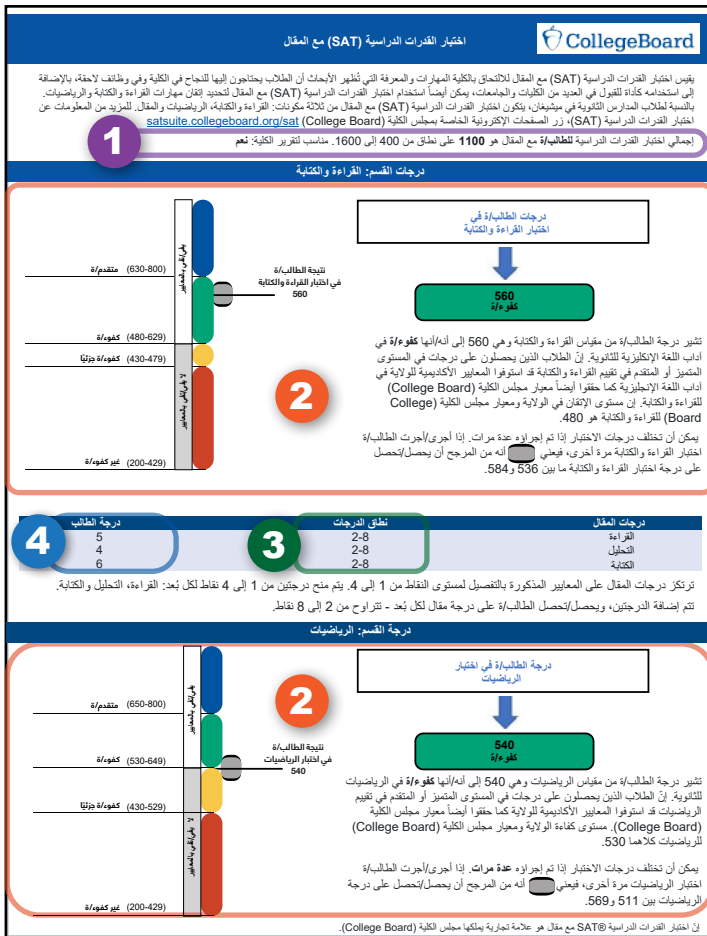 CollegeBoard
اختبار القدرات الدراسية (SAT) مع المقال
يقيس اختبار القدرات الدراسية (SAT) مع المقال للالتحاق بالكلية المهارات والمعرفة التي تُظهر الأبحاث أن الطلاب يحتاجون إليها للنجاح في الكلية وفي وظائف لاحقة، بالإضافة
إلى استخدامه كأداة للقبول في العديد من الكليات والجامعات، يمكن أيضاً استخدام اختبار القدرات الدراسية (SAT) مع المقال لتحديد إتقان مهارات القراءة والكتابة والرياضيات.
بالنسبة لطلاب المدارس الثانوية في ميشيغان، يتكون اختبار القدرات الدراسية (SAT) مع المقال من ثلاثة مكونات: القراءة والكتابة، الرياضيات والمقال. للمزيد من المعلومات عن
اختبار القدرات الدراسية (SAT)، زر الصفحات الإكترونية الخاصة بمجلس الكلية (College Board) satsuite.collegeboard.org/sat
1
إجمالي اختبار القدرات الدراسية للطالب/ة مع المقال هو 1100 على نطاق من 400 إلى 1600. مناسب لتقرير الكلية: نعم
درجات القسم: القراءة والكتابة
درجات الطالب/ة في
اختبار القراءة والكتابة
560
كفوء/ة
تشير درجة الطالب/ة من مقياس القراءة والكتابة وهي 560 إلى أنه/أنها كفوء/ة في
آداب اللغة الإنكليزية للثانوية. إنّ الطلاب الذين يحصلون على درجات في المستوى
المتميز أو المتقدم في تقييم القراءة والكتابة قد استوفوا المعايير الأكاديمية للولاية في
آداب اللغة الإنجليزية كما حققوا أيضاً معيار مجلس الكلية (College Board)
للقراءة والكتابة. إن مستوى الإتقان في الولاية ومعيار مجلس الكلية (College
Board) للقراءة والكتابة هو 480.
يمكن أن تختلف درجات الاختبار إذا تم إجراؤه عدة مرات. إذا أجرى/أجرت الطالب/ة
اختبار القراءة والكتابة مرة أخرى، فيعني أنه من المرجح أن يحصل/تحصل
على درجة اختبار القراءة والكتابة ما بين 536 و584.
نتيجة الطالب/ة
في اختبار القراءة والكتابة
560
يفي/تفي بالمعايير
لا يفي/تفي بالمعايير
(630-800) متقدم/ة
(480-629) كفوء/ة
(430-479) كفوء/ة جزئيًا
(200-429) غير كفوء/ة
2
درجات المقال نطاق الدرجات درجة الطالب
القراءة 2-8 5
التحليل 2-8 4
الكتابة 2-8 6
3
4
ترتكز درجات المقال على المعايير المذكورة بالتفصيل لمستوى النقاط من 1 إلى 4. يتم منح درجتين من 1 إلى 4 نقاط لكل بُعد: القراءة، التحليل والكتابة.
تتم إضافة الدرجتين، ويحصل/تحصل الطالب/ة على درجة مقال لكل بُعد - تتراوح من 2 إلى 8 نقاط.
درجة القسم: الرياضيات
درجة الطالب/ة في اختبار
الرياضيات
540
كفوء/ة
تشير درجة الطالب/ة من مقياس الرياضيات وهي 540 إلى أنه/أنها كفوء/ة في الرياضيات
للثانوية. إنّ الطلاب الذين يحصلون على درجات في المستوى المتميز أو المتقدم في تقييم
الرياضيات قد استوفوا المعايير الأكاديمية للولاية كما حققوا أيضاً معيار مجلس الكلية
(College Board). مستوى كفاءة الولاية ومعيار مجلس الكلية (College Board)
للرياضيات كلاهما 530.
يمكن أن تختلف درجات الاختبار إذا تم إجراؤه عدة مرات. إذا أجرى/أجرت الطالب/ة
اختبار الرياضيات مرة أخرى، فيعني أنه من المرجح أن يحصل/تحصل على درجة
الرياضيات بين 511 و569.
نتيجة الطالب/ة
في اختبار الرياضيات
540
يفي/تفي بالمعايير
لا يفي/تفي بالمعايير
(650-800) متقدم/ة
(530-649) كفوء/ة
(430-529) كفوء/ة جزئيًا
(200-429) غير كفوء/ة
2
إنّ اختبار القدرات الدراسية SAT® مع مقال هو علامة تجارية يملكها مجلس الكلية (College Board).